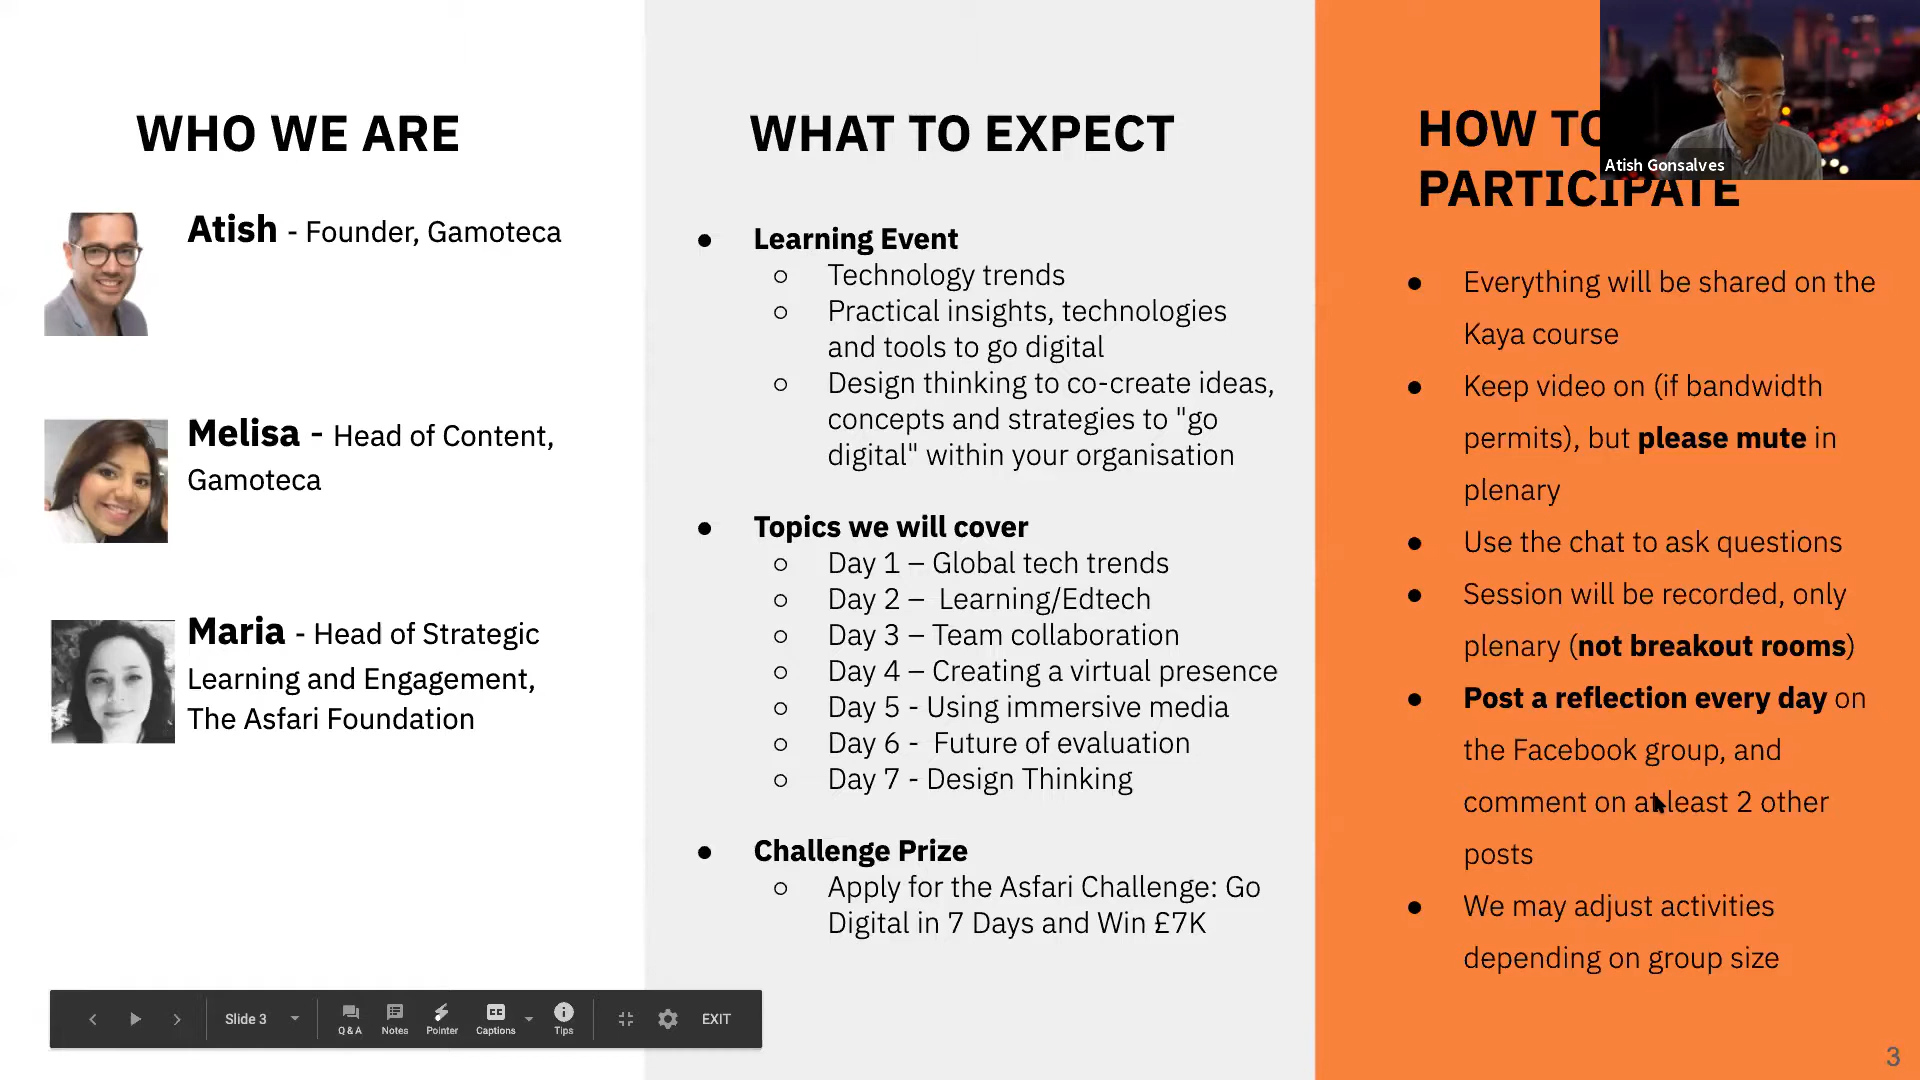 WHO WE ARE
Atish - Founder, Gamoteca
Melisa - Head of Content,
Gamoteca
Maria - Head of Strategic
Learning and Engagement,
The Asfari Foundation
WHAT TO EXPECT
● Learning Event
○ Technology trends
○ Practical insights, technologies
and tools to go digital
○ Design thinking to co-create ideas,
concepts and strategies to "go
digital" within your organisation
● Topics we will cover
○ Day 1 – Global tech trends
○ Day 2 – Learning/Edtech
○ Day 3 – Team collaboration
○ Day 4 – Creating a virtual presence
○ Day 5 - Using immersive media
○ Day 6 - Future of evaluation
○ Day 7 - Design Thinking
● Challenge Prize
○ Apply for the Asfari Challenge: Go
Digital in 7 Days and Win £7K
HOW TO
PARTICIPATE
● Everything will be shared on the
Kaya course
● Keep video on (if bandwidth
permits), but please mute in
plenary
● Use the chat to ask questions
● Session will be recorded, only
plenary (not breakout rooms)
● Post a reflection every day on
the Facebook group, and
comment on at least 2 other
posts
● We may adjust activities
depending on group size
Atish Gonsalves
Slide 3
Q & A
Notes
Pointer
CC
Captions
Tips
EXIT
3